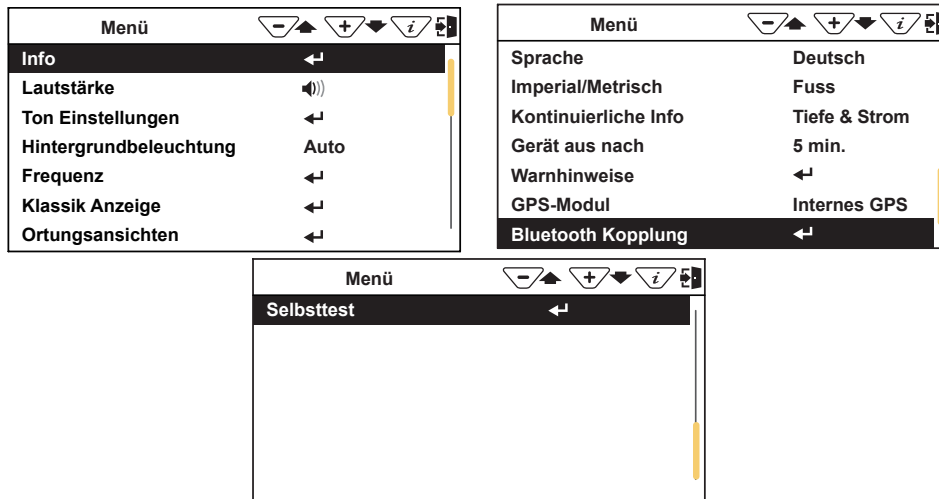 Menü - + i
Info
Lautstärke
Ton Einstellungen
Hintergrundbeleuchtung Auto
Frequenz
Klassik Anzeige
Ortungsansichten
Menü - + i
Sprache Deutsch
Imperial/Metrisch Fuss
Kontinuierliche Info Tiefe & Strom
Gerät aus nach 5 min.
Warnhinweise
GPS-Modul Internes GPS
Bluetooth Kopplung
Menü - + i
Selbsttest